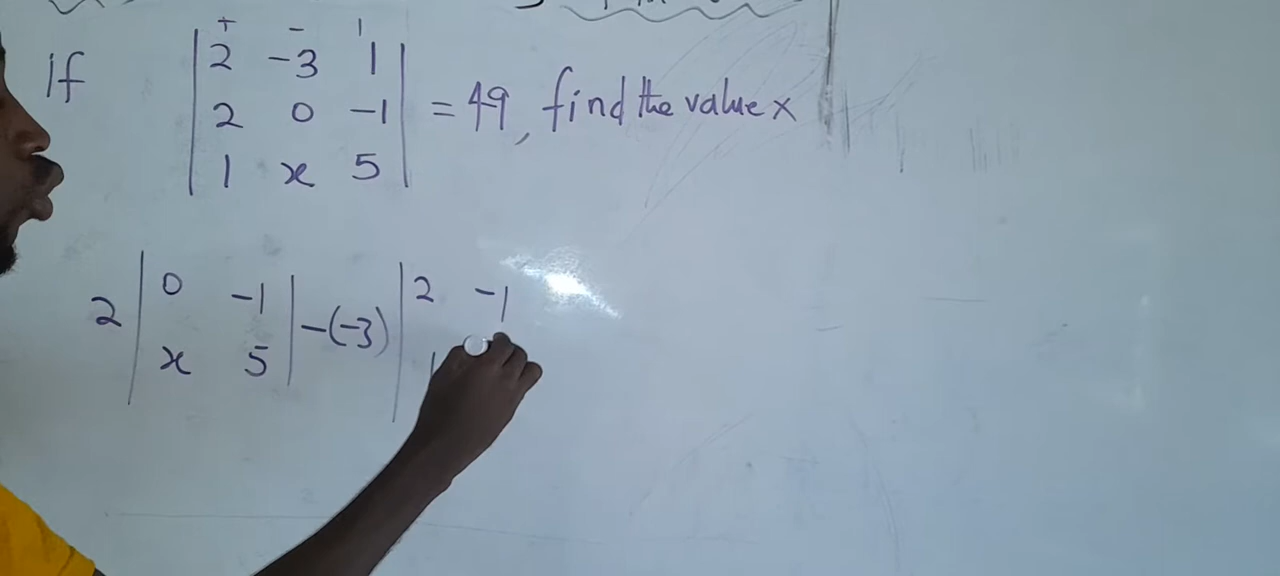 + - |
If | 2 -3 1 |
| 2 0 -1 | = 49, find the value x
| 1 x 5 |
2 | 0 -1 | -(-3) | 2 -1
| x 5 | | 1